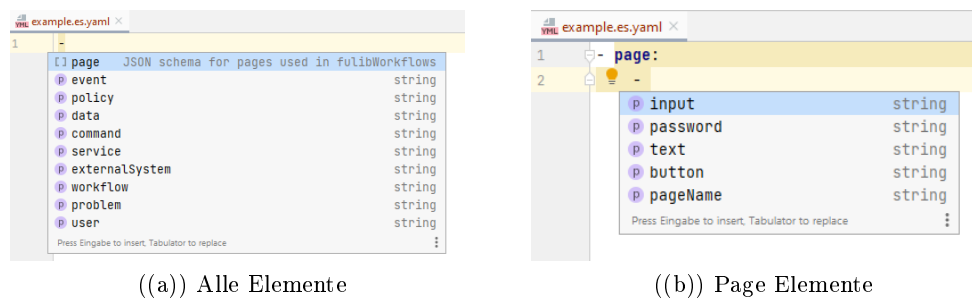 example.es.yaml
1 -
page JSON schema for pages used in fulibWorkflows
event string
policy string
data string
command string
service string
externalSystem string
workflow string
problem string
user string
Press Eingabe to insert, Tabulator to replace
((a)) Alle Elemente
example.es.yaml
1 - page:
2 -
input string
password string
text string
button string
pageName string
Press Eingabe to insert, Tabulator to replace
((b)) Page Elemente